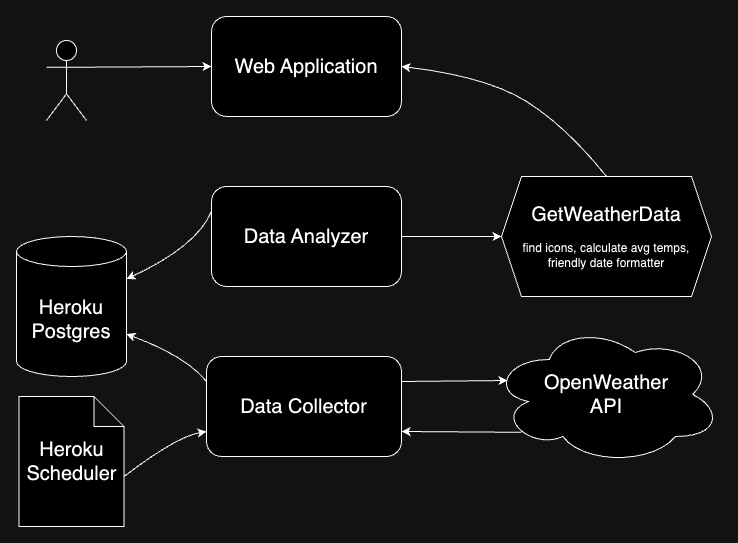 Web Application
Data Analyzer
GetWeatherData
find icons, calculate avg temps,
friendly date formatter
Heroku
Postgres
Data Collector
OpenWeather
API
Heroku
Scheduler